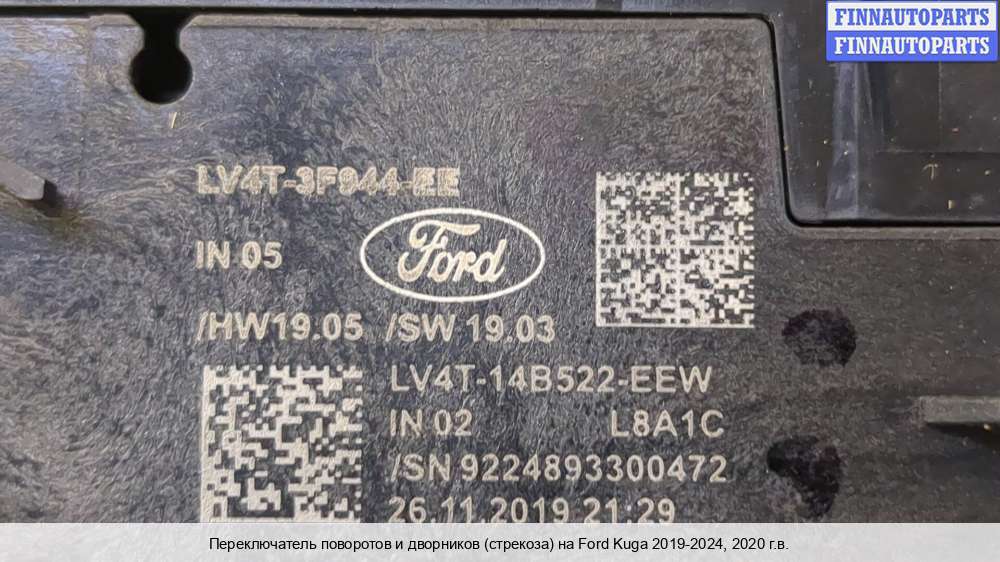 FINNAUTOPARTS
FINNAUTOPARTS
LV4T-3F944-EE
IN 05
Ford
/HW19.05 /SW 19.03
LV4T-14B522-EEW
IN 02 L8A1C
/SN 9224893300472
26.11.2019 21:29
Переключатель поворотов и дворников (стрекоза) на Ford Kuga 2019-2024, 2020 г.в.